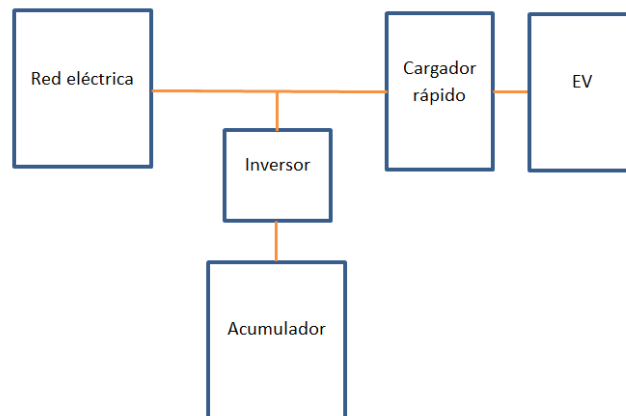 Red eléctrica
Cargador
rápido
EV
Inversor
Acumulador